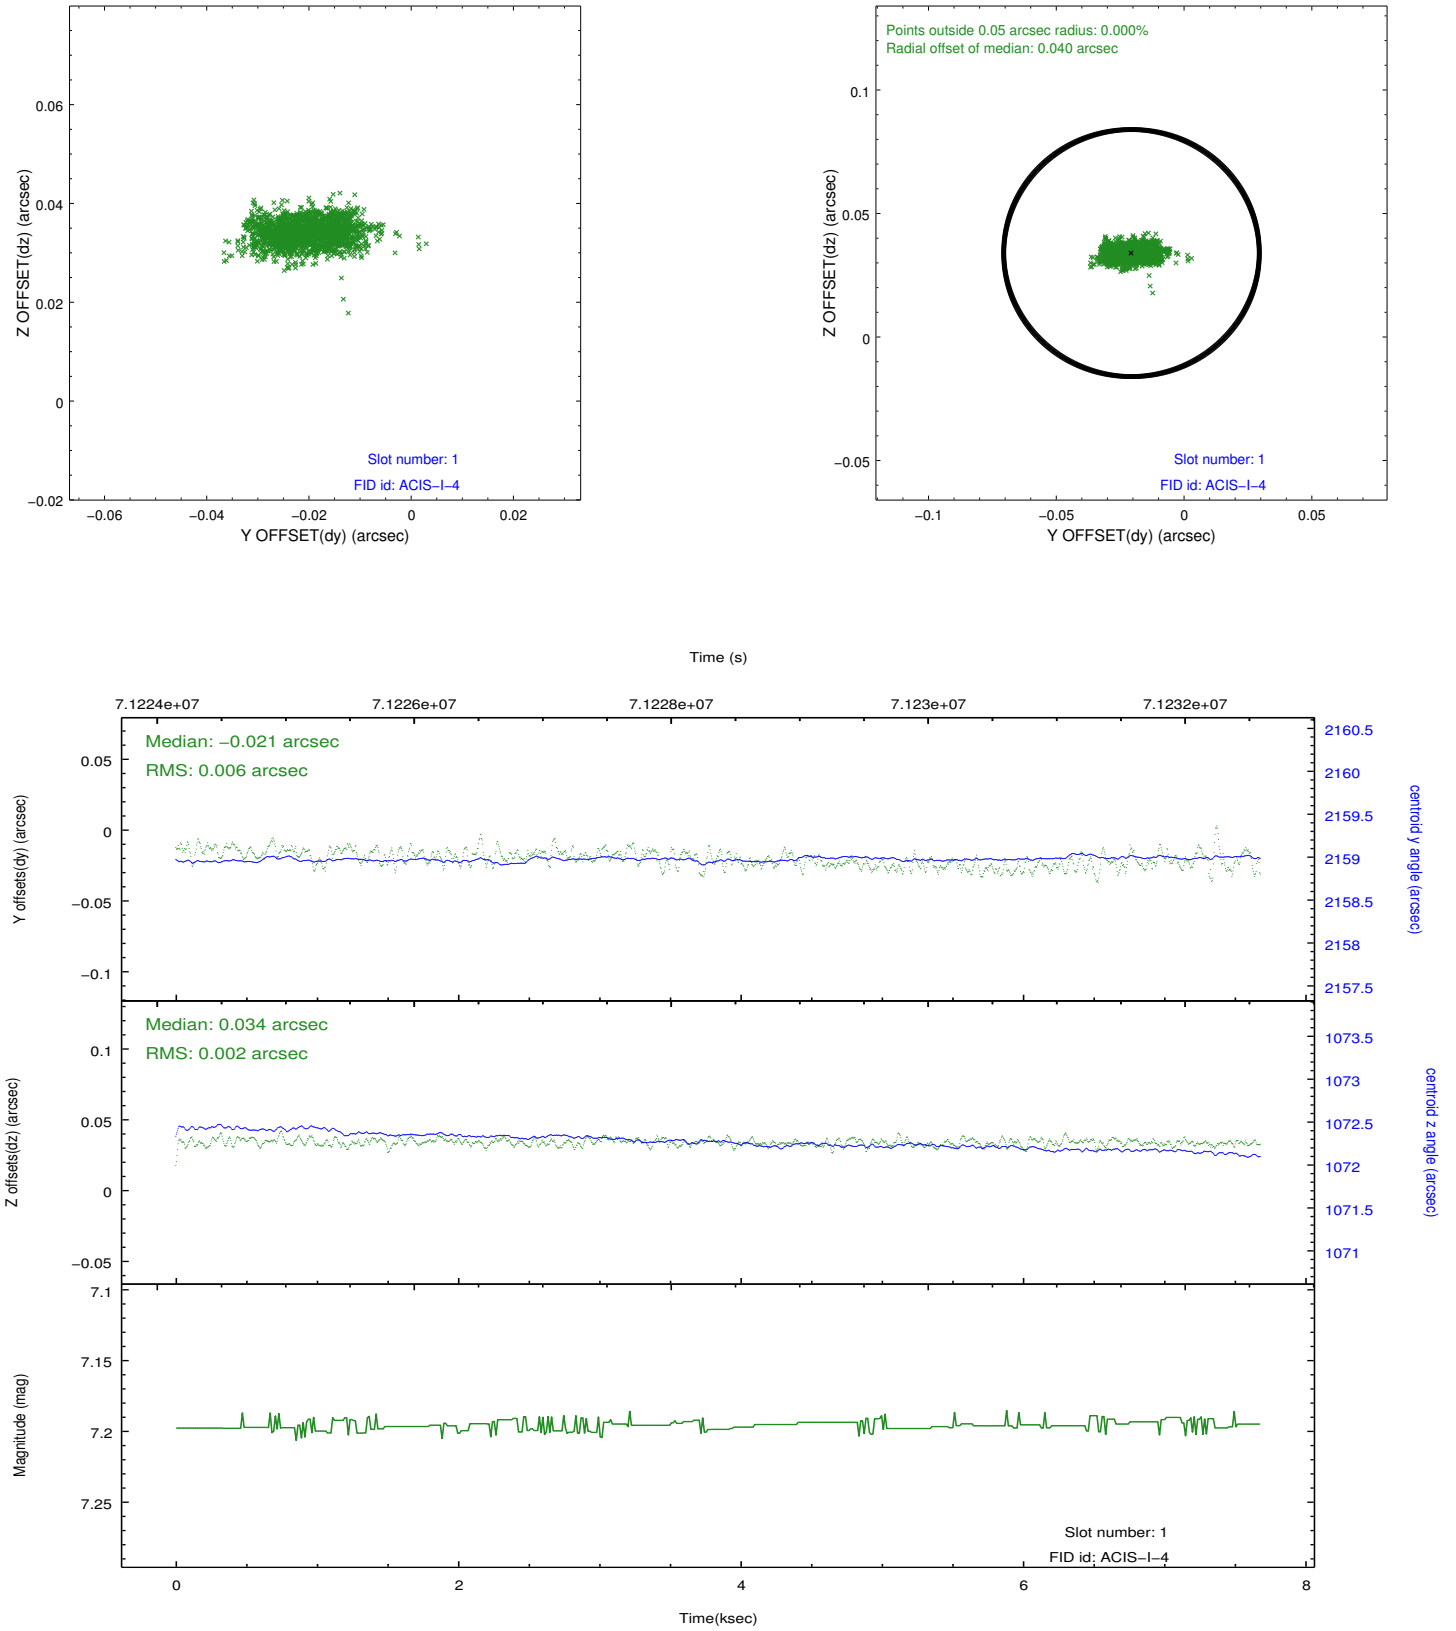 0.06
0.04
0.02
0
−0.02
−0.06
−0.04
−0.02
0
0.02
Z OFFSET(dz) (arcsec)
Y OFFSET(dy) (arcsec)
Slot number: 1
FID id: ACIS−I−4
Points outside 0.05 arcsec radius: 0.000%
Radial offset of median: 0.040 arcsec
0.1
0.05
0
−0.05
−0.1
−0.05
0
0.05
Z OFFSET(dz) (arcsec)
Y OFFSET(dy) (arcsec)
Slot number: 1
FID id: ACIS−I−4
Time (s)
7.1224e+07
7.1226e+07
7.1228e+07
7.123e+07
7.1232e+07
Median: −0.021 arcsec
RMS: 0.006 arcsec
0.05
0
−0.05
−0.1
Y offsets(dy) (arcsec)
2160.5
2160
2159.5
2159
2158.5
2158
2157.5
centroid y angle (arcsec)
Median: 0.034 arcsec
RMS: 0.002 arcsec
0.1
0.05
0
−0.05
Z offsets(dz) (arcsec)
1073.5
1073
1072.5
1072
1071.5
1071
centroid z angle (arcsec)
7.1
7.15
7.2
7.25
Magnitude (mag)
Slot number: 1
FID id: ACIS−I−4
0
2
4
6
8
Time(ksec)